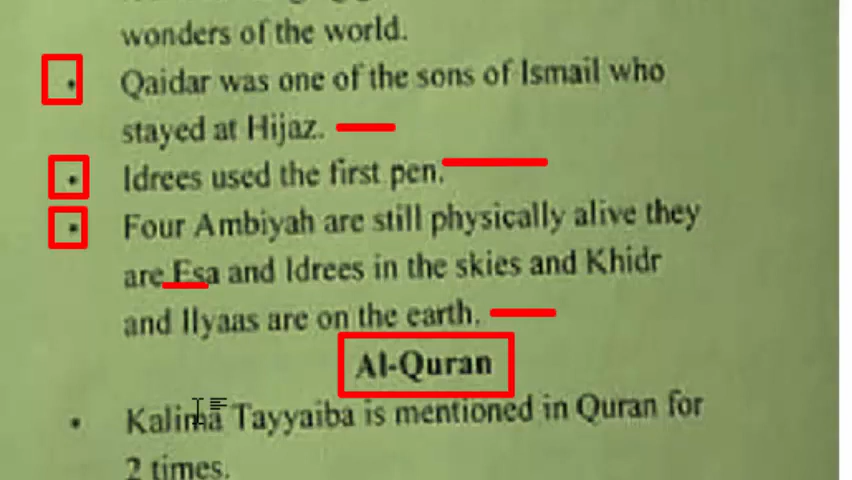 wonders of the world.
• Qaidar was one of the sons of Ismail who
stayed at Hijaz.
• Idrees used the first pen.
• Four Ambiyah are still physically alive they
are Esa and Idrees in the skies and Khidr
and Ilyaas are on the earth.
Al-Quran
• Kalima Tayyaiba is mentioned in Quran for
2 times.